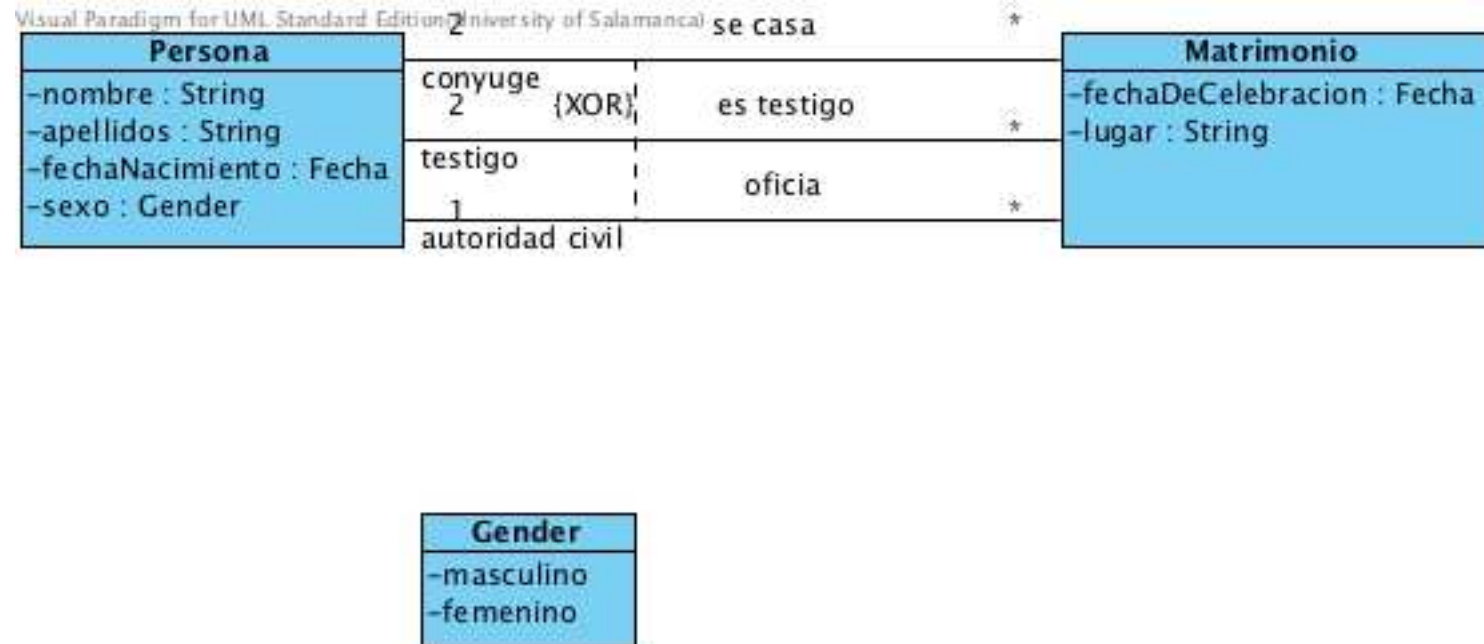 Visual Paradigm for UML Standard Edition(University of Salamanca)
2
se casa
*
Persona
-nombre : String
-apellidos : String
-fechaNacimiento : Fecha
-sexo : Gender
conyuge
2
{XOR}
es testigo
*
testigo
1
oficia
*
autoridad civil
Matrimonio
-fechaDeCelebracion : Fecha
-lugar : String
Gender
-masculino
-femenino